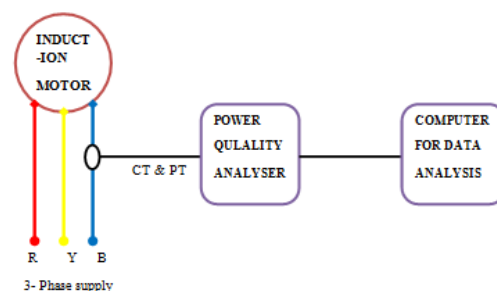 INDUCT
-ION
MOTOR
POWER
QULALITY
ANALYSER
COMPUTER
FOR DATA
ANALYSIS
CT & PT
R Y B
3- Phase supply